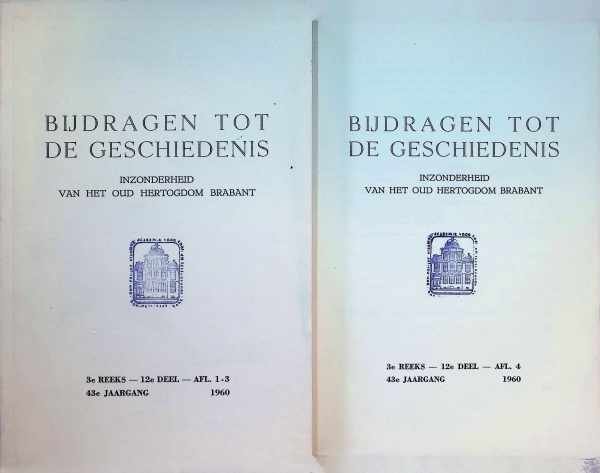 BIJDRAGEN TOT
DE GESCHIEDENIS
INZONDERHEID
VAN HET OUD HERTOGDOM BRABANT
3e REEKS — 12e DEEL — AFL. 1-3
43e JAARGANG 1960
BIJDRAGEN TOT
DE GESCHIEDENIS
INZONDERHEID
VAN HET OUD HERTOGDOM BRABANT
3e REEKS — 12e DEEL — AFL. 4
43e JAARGANG 1960